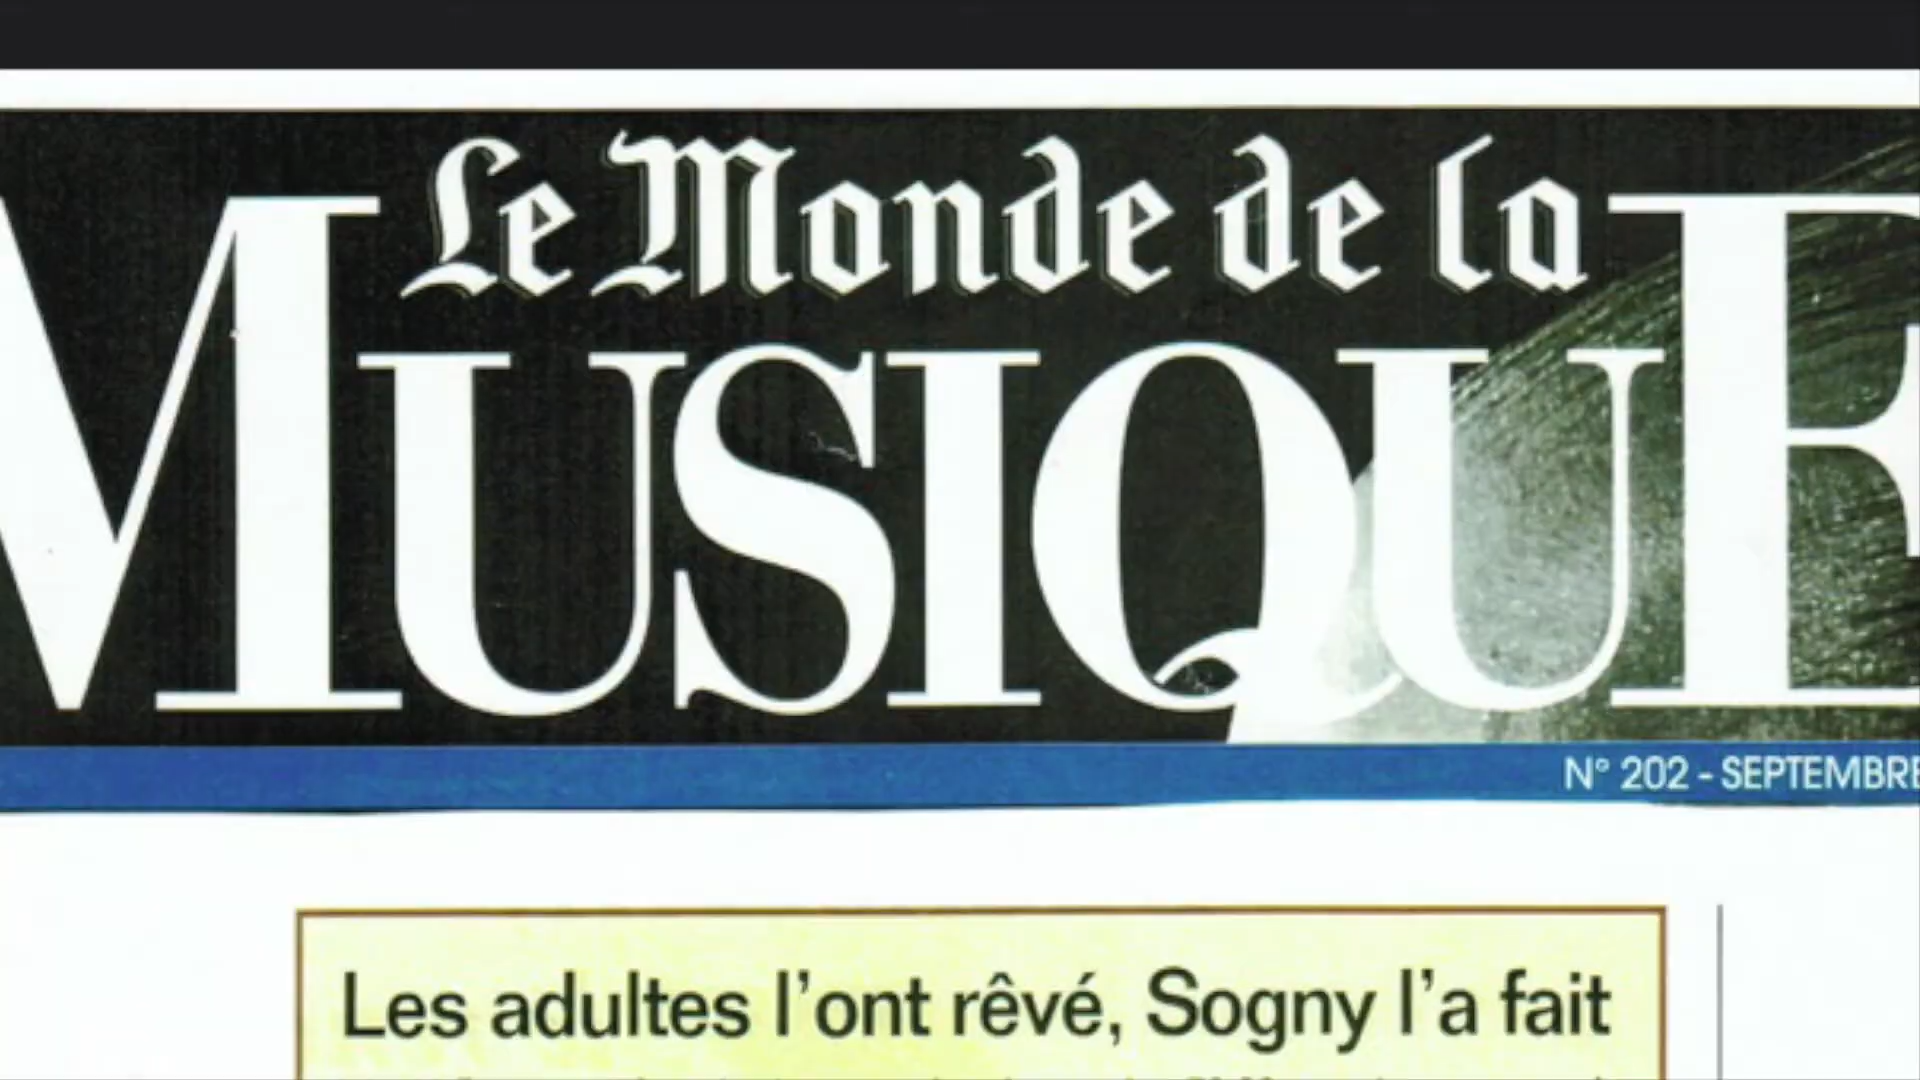 Le Monde de la
MUSIQUE
N° 202 - SEPTEMBRE
Les adultes l'ont rêvé, Sogny l'a fait